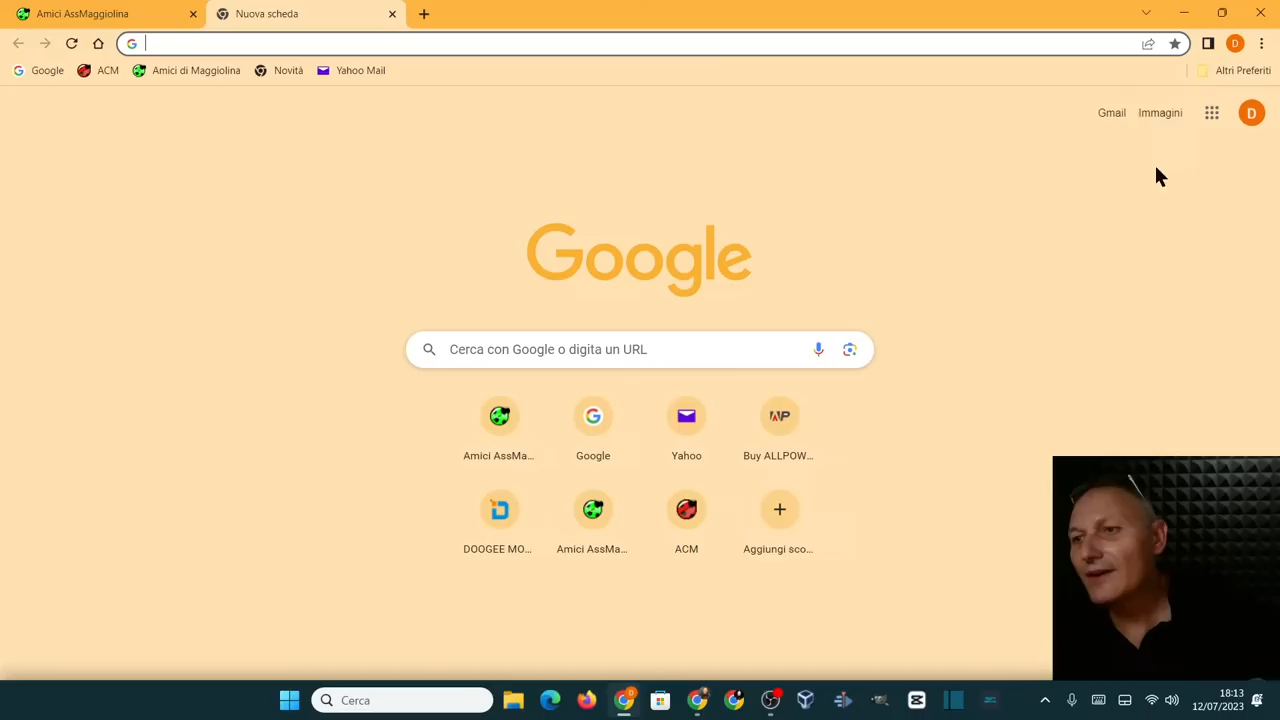 Amici AssMaggiolina
Nuova scheda
Google
ACM
Amici di Maggiolina
Novità
Yahoo Mail
Altri Preferiti
D
Gmail
Immagini
D
Google
Cerca con Google o digita un URL
Amici AssMa...
Google
Yahoo
Buy ALLPOW...
DOOGEE MO...
Amici AssMa...
ACM
Aggiungi sco...
Cerca
18:13
12/07/2023